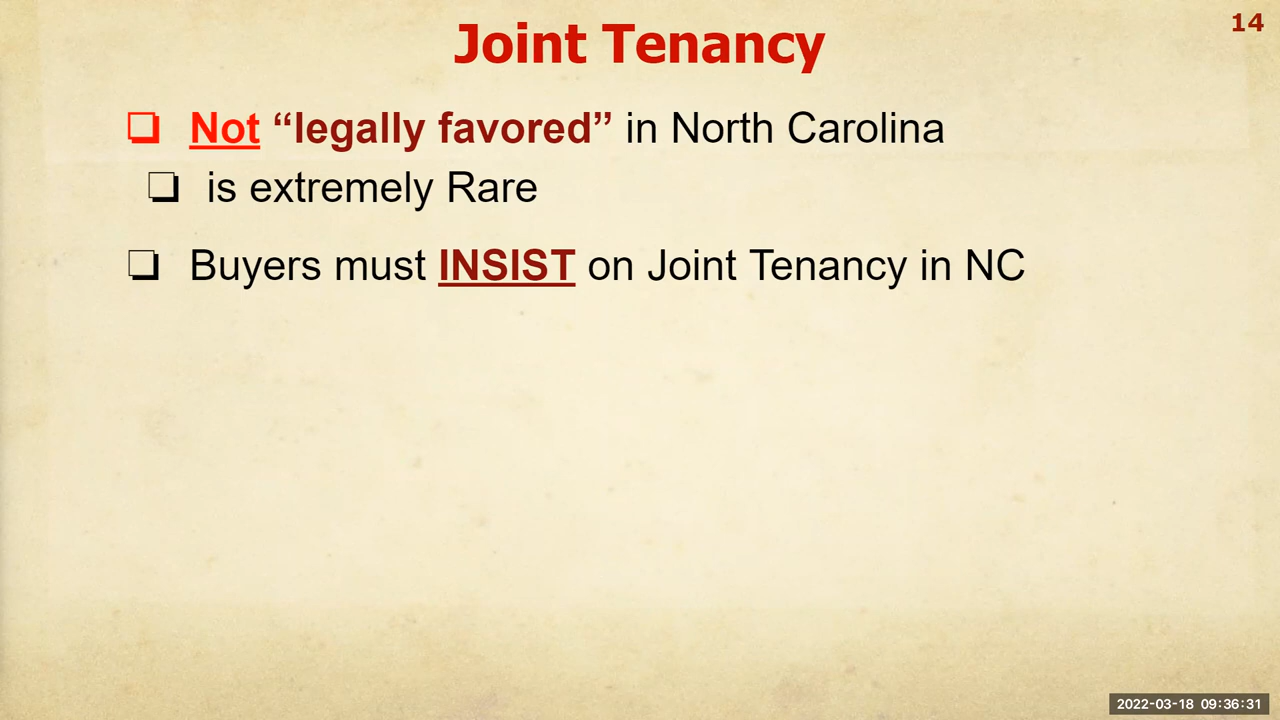 14
Joint Tenancy
❏ Not “legally favored” in North Carolina
❏ is extremely Rare
❏ Buyers must INSIST on Joint Tenancy in NC
2022-03-18 09:36:31